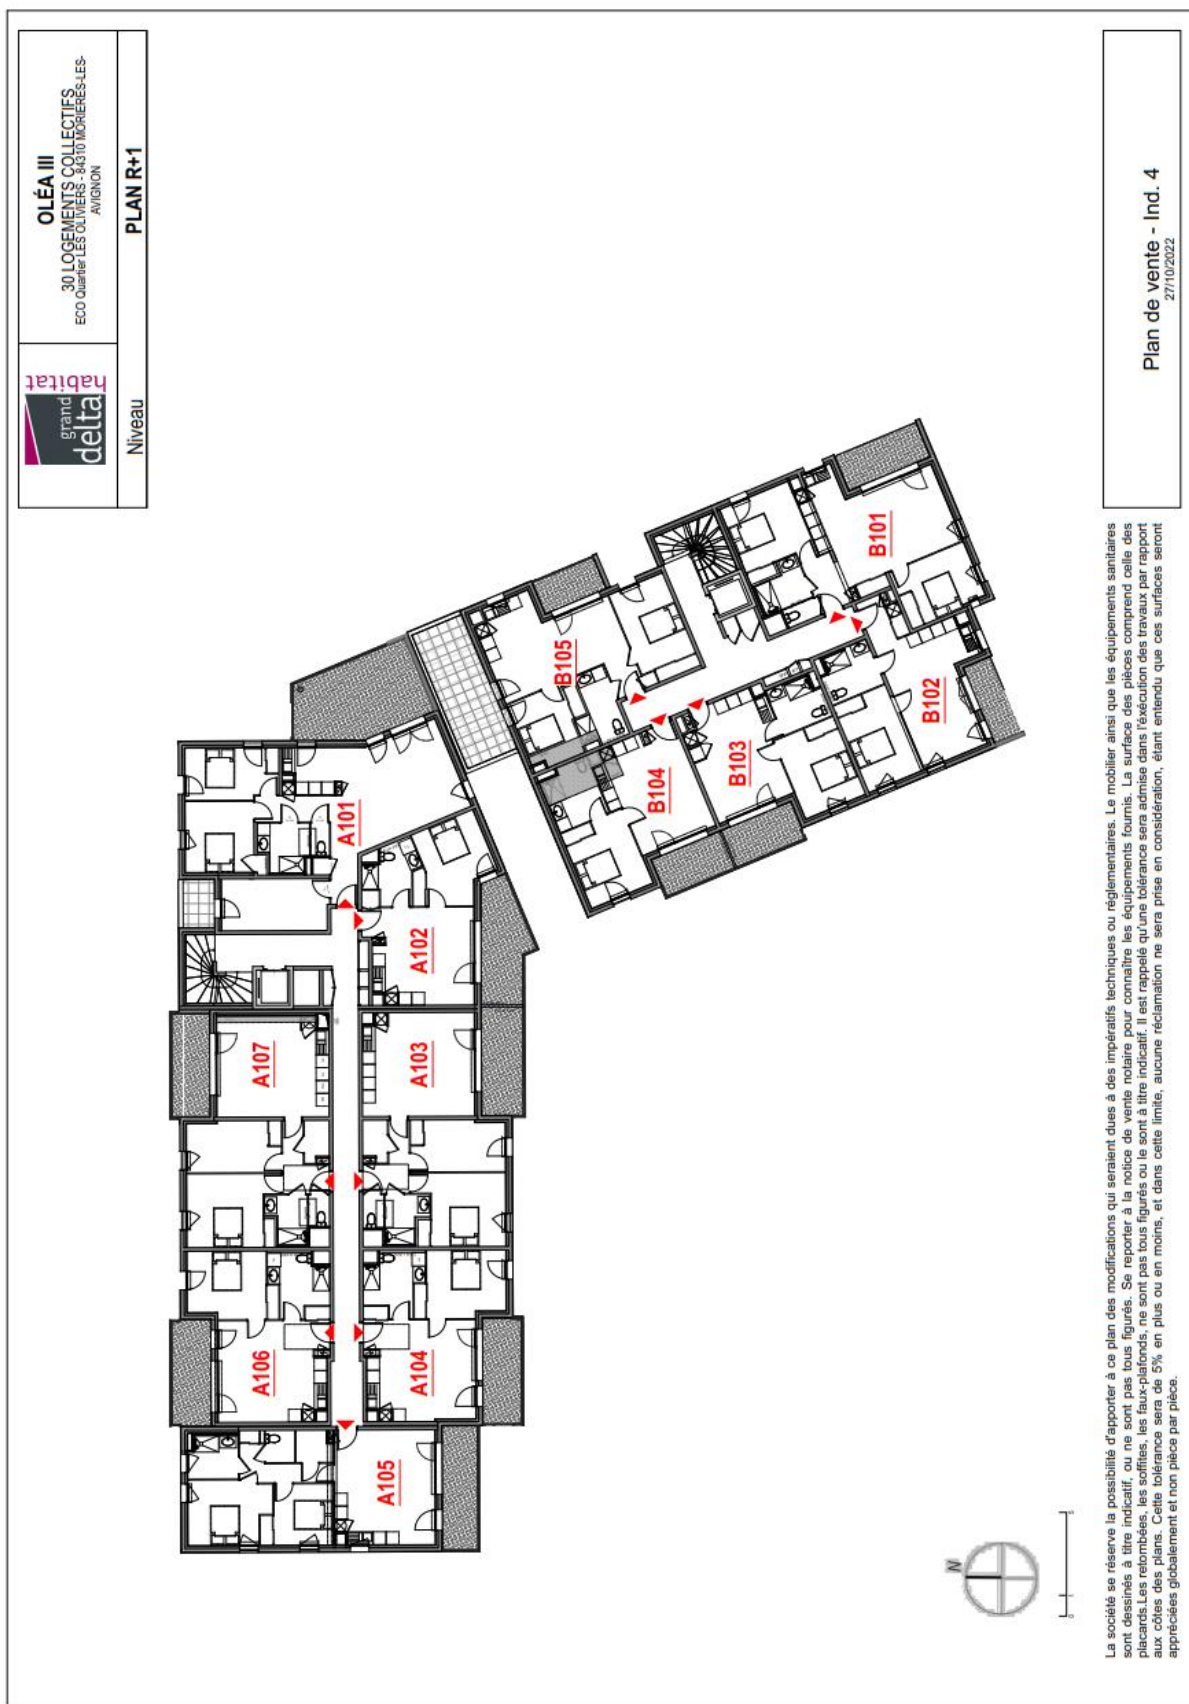 grand
delta
habitat
OLÉA III
30 LOGEMENTS COLLECTIFS
ECO Quartier LES OLIVIERS - 84310 MORIERES-LES-
AVIGNON
Niveau
PLAN R+1
A101
A102
A103
A104
A105
A106
A107
B101
B102
B103
B104
B105
N
0
1
5
La société se réserve la possibilité d'apporter à ce plan des modifications qui seraient dues à des impératifs techniques ou réglementaires. Le mobilier ainsi que les équipements sanitaires
sont dessinés à titre indicatif, ou ne sont pas tous figurés. Se reporter à la notice de vente notaire pour connaître les équipements fournis. La surface des pièces comprend celle des
placards.Les retombées, les soffites, les faux-plafonds, ne sont pas tous figurés ou le sont à titre indicatif. Il est rappelé qu'une tolérance sera admise dans l'éxécution des travaux par rapport
aux côtes des plans. Cette tolérance sera de 5% en plus ou en moins, et dans cette limite, aucune réclamation ne sera prise en considération, étant entendu que ces surfaces seront
appréciées globalement et non pièce par pièce.
Plan de vente - Ind. 4
27/10/2022